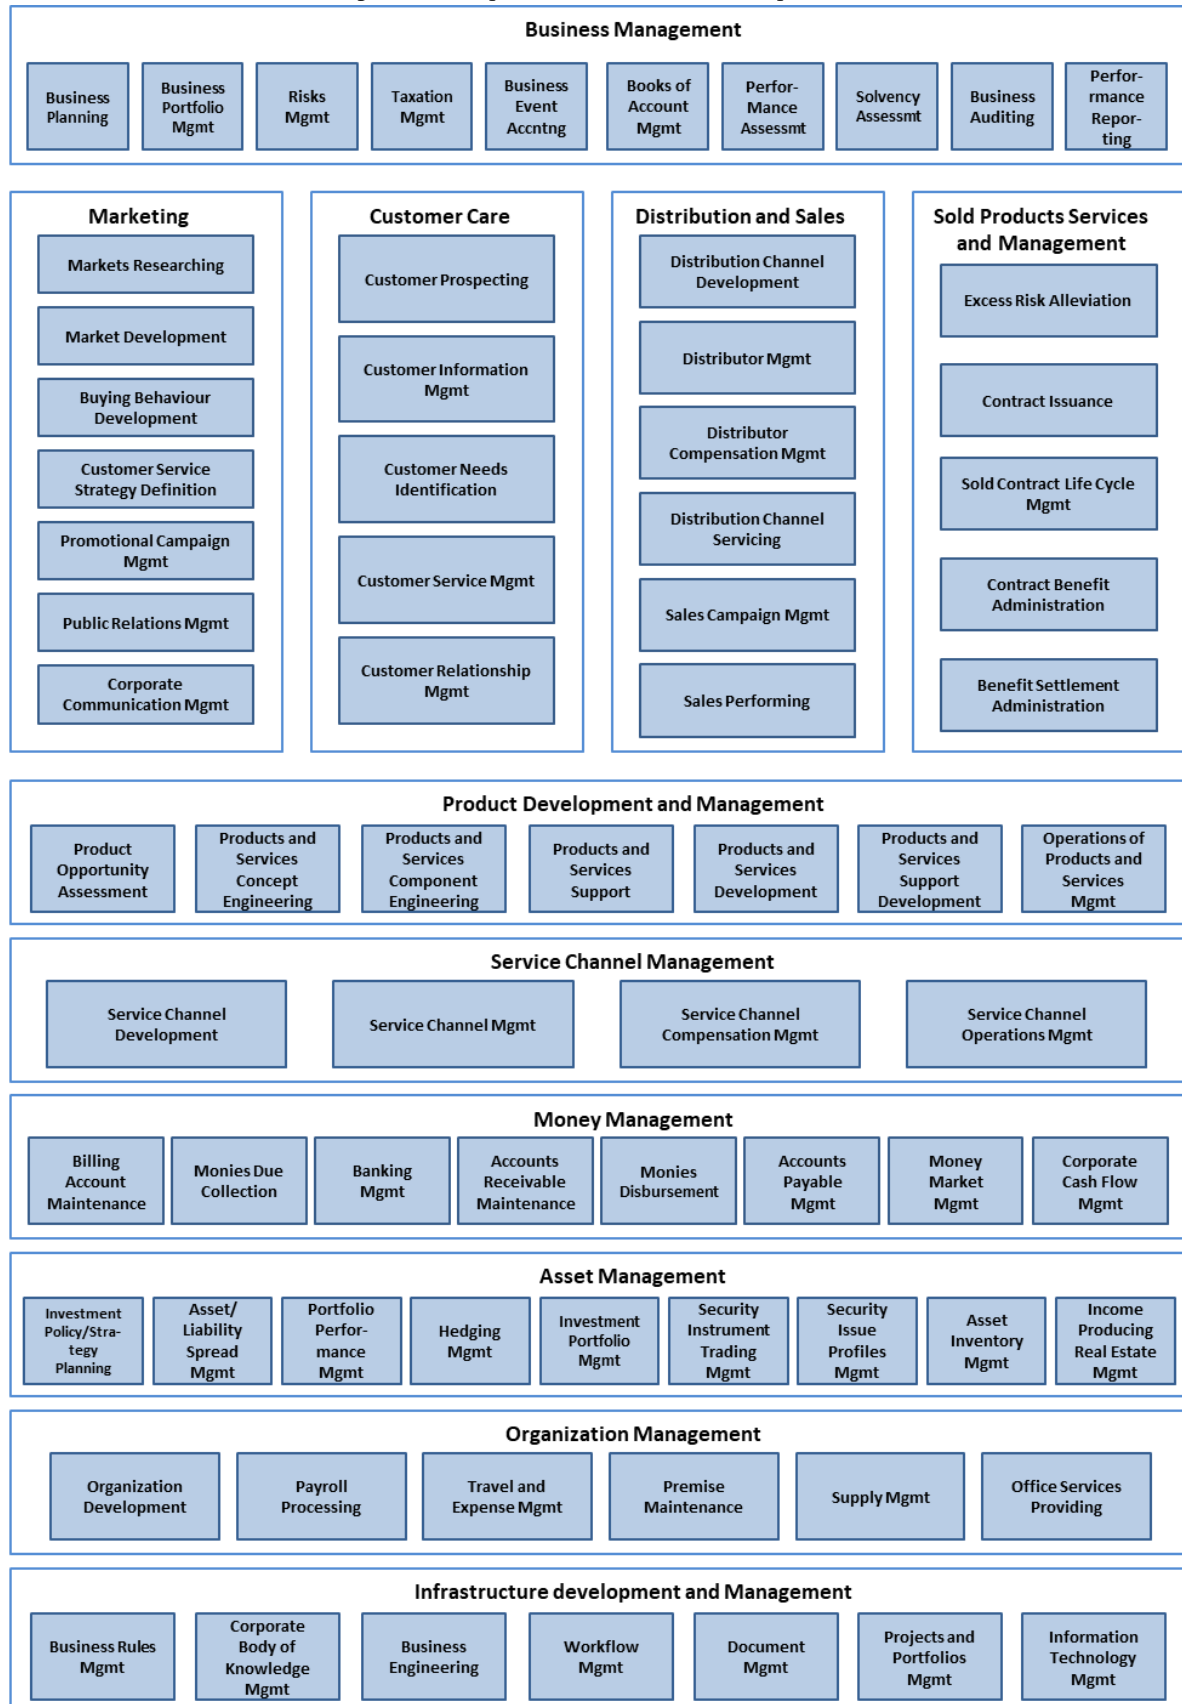 Business Management
Business
Planning
Business
Portfolio
Mgmt
Risks
Mgmt
Taxation
Mgmt
Business
Event
Accntng
Books of
Account
Mgmt
Perfor-
Mance
Assessmt
Solvency
Assessmt
Business
Auditing
Perfor-
rmance
Repor-
ting
Marketing
Markets Researching
Market Development
Buying Behaviour
Development
Customer Service
Strategy Definition
Promotional Campaign
Mgmt
Public Relations Mgmt
Corporate
Communication Mgmt
Customer Care
Customer Prospecting
Customer Information
Mgmt
Customer Needs
Identification
Customer Service Mgmt
Customer Relationship
Mgmt
Distribution and Sales
Distribution Channel
Development
Distributor Mgmt
Distributor
Compensation Mgmt
Distribution Channel
Servicing
Sales Campaign Mgmt
Sales Performing
Sold Products Services
and Management
Excess Risk Alleviation
Contract Issuance
Sold Contract Life Cycle
Mgmt
Contract Benefit
Administration
Benefit Settlement
Administration
Product Development and Management
Product
Opportunity
Assessment
Products and
Services
Concept
Engineering
Products and
Services
Component
Engineering
Products and
Services
Support
Products and
Services
Development
Products and
Services
Support
Development
Operations of
Products and
Services
Mgmt
Service Channel Management
Service Channel
Development
Service Channel Mgmt
Service Channel
Compensation Mgmt
Service Channel
Operations Mgmt
Money Management
Billing
Account
Maintenance
Monies Due
Collection
Banking
Mgmt
Accounts
Receivable
Maintenance
Monies
Disbursement
Accounts
Payable
Mgmt
Money
Market
Mgmt
Corporate
Cash Flow
Mgmt
Asset Management
Investment
Policy/Stra-
tegy
Planning
Asset/
Liability
Spread
Mgmt
Portfolio
Perfor-
mance
Mgmt
Hedging
Mgmt
Investment
Portfolio
Mgmt
Security
Instrument
Trading
Mgmt
Security
Issue
Profiles
Mgmt
Asset
Inventory
Mgmt
Income
Producing
Real Estate
Mgmt
Organization Management
Organization
Development
Payroll
Processing
Travel and
Expense Mgmt
Premise
Maintenance
Supply Mgmt
Office Services
Providing
Infrastructure development and Management
Business Rules
Mgmt
Corporate
Body of
Knowledge
Mgmt
Business
Engineering
Workflow
Mgmt
Document
Mgmt
Projects and
Portfolios
Mgmt
Information
Technology
Mgmt